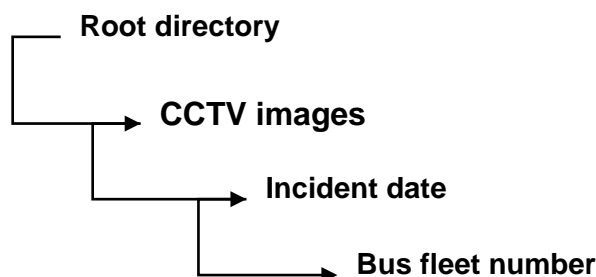 Root directory
CCTV images
Incident date
Bus fleet number